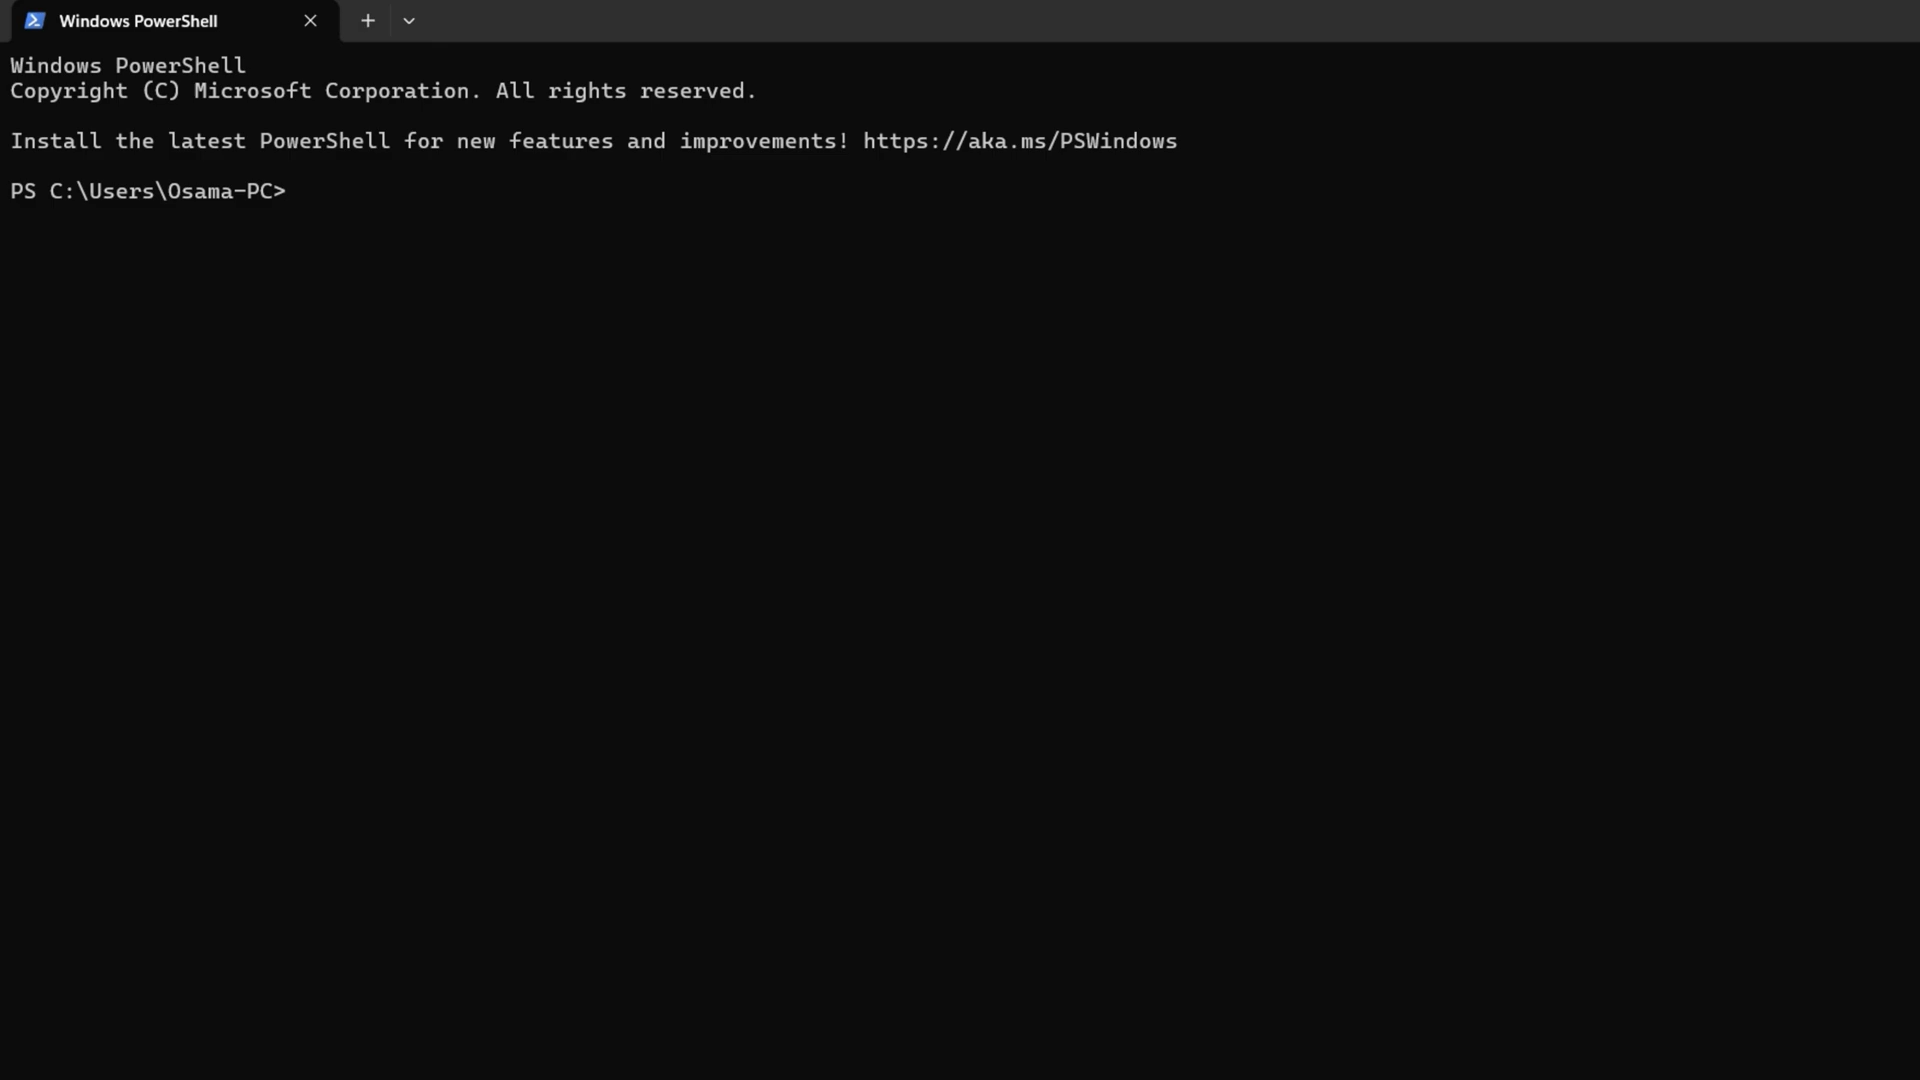 Windows PowerShell
Windows PowerShell
Copyright (C) Microsoft Corporation. All rights reserved.
Install the latest PowerShell for new features and improvements! https://aka.ms/PSWindows
PS C:\Users\Osama-PC>